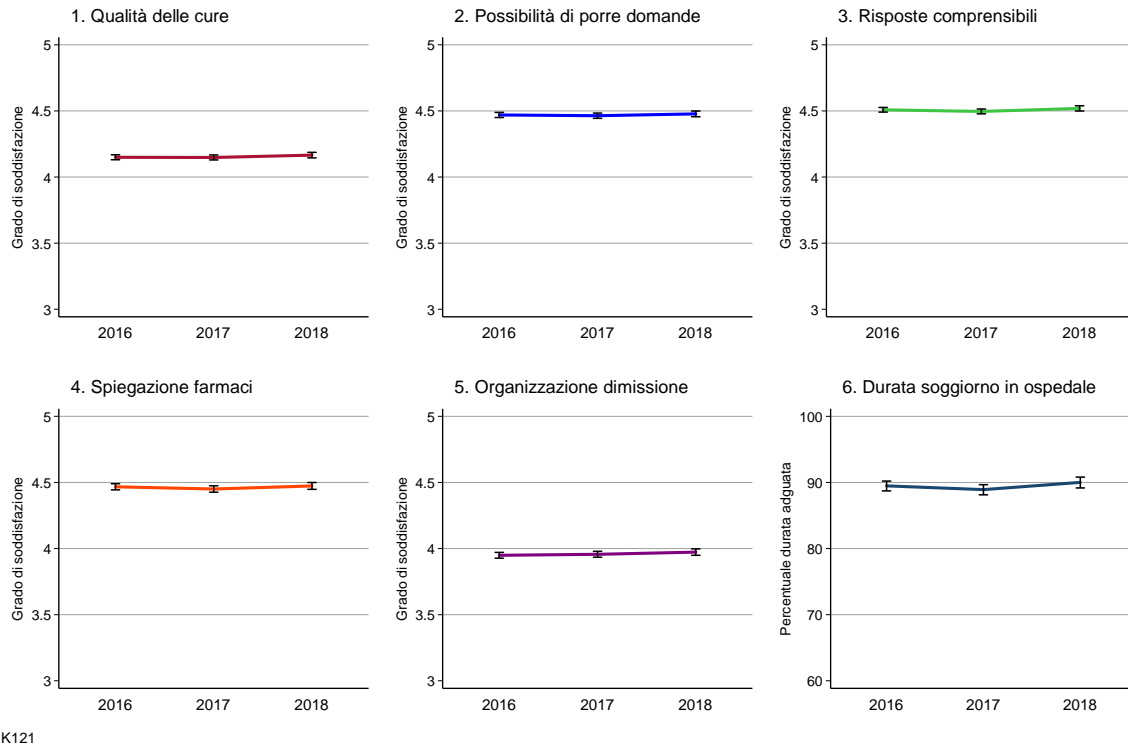 1. Qualità delle cure
Grado di soddisfazione
5
4.5
4
3.5
3
2016 2017 2018
2. Possibilità di porre domande
Grado di soddisfazione
5
4.5
4
3.5
3
2016 2017 2018
3. Risposte comprensibili
Grado di soddisfazione
5
4.5
4
3.5
3
2016 2017 2018
4. Spiegazione farmaci
Grado di soddisfazione
5
4.5
4
3.5
3
2016 2017 2018
5. Organizzazione dimissione
Grado di soddisfazione
5
4.5
4
3.5
3
2016 2017 2018
6. Durata soggiorno in ospedale
Percentuale durata adguata
100
90
80
70
60
2016 2017 2018
K121